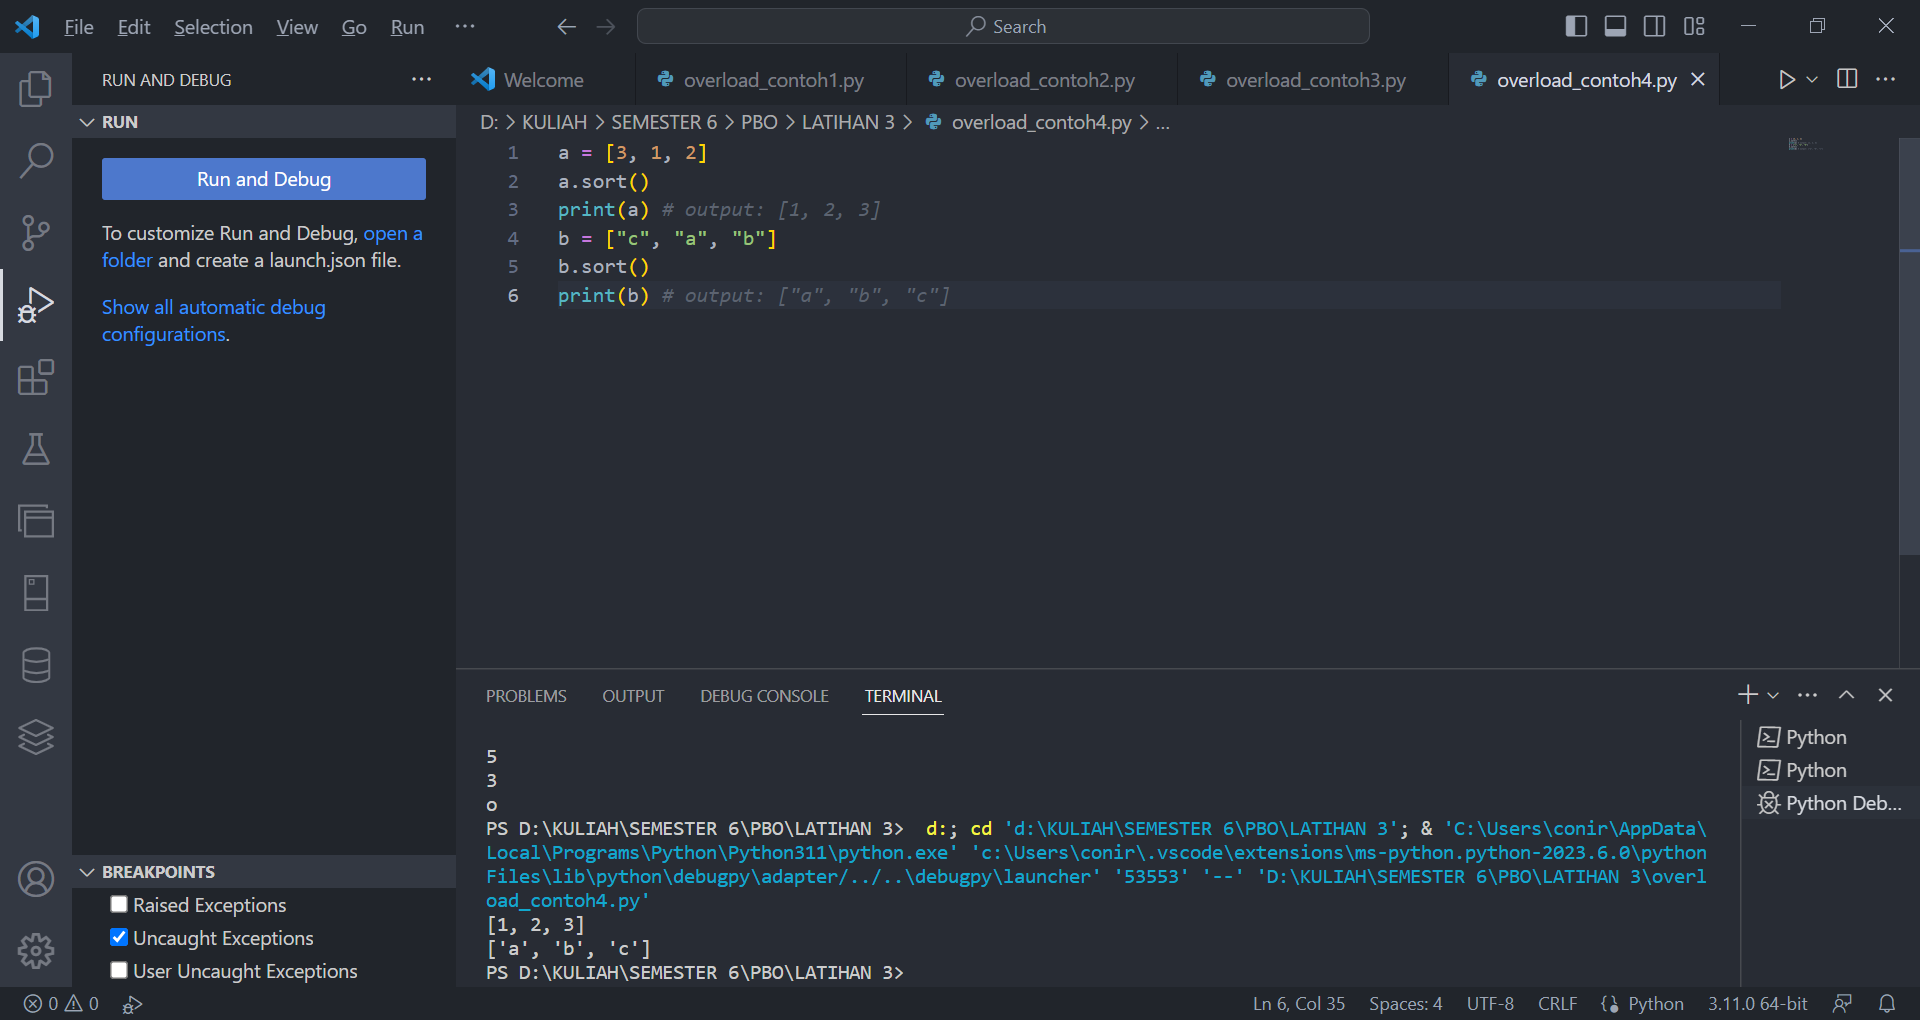 File Edit Selection View Go Run ··· Search
RUN AND DEBUG ···
Welcome overload_contoh1.py overload_contoh2.py overload_contoh3.py overload_contoh4.py
RUN
D: > KULIAH > SEMESTER 6 > PBO > LATIHAN 3 > overload_contoh4.py > ...
Run and Debug
To customize Run and Debug, open a
folder and create a launch.json file.
Show all automatic debug
configurations.
1 a = [3, 1, 2]
2 a.sort()
3 print(a) # output: [1, 2, 3]
4 b = ["c", "a", "b"]
5 b.sort()
6 print(b) # output: ["a", "b", "c"]
PROBLEMS OUTPUT DEBUG CONSOLE TERMINAL
5
3
o
PS D:\KULIAH\SEMESTER 6\PBO\LATIHAN 3> d:; cd 'd:\KULIAH\SEMESTER 6\PBO\LATIHAN 3'; & 'C:\Users\conir\AppData\
Local\Programs\Python\Python311\python.exe' 'c:\Users\conir\.vscode\extensions\ms-python.python-2023.6.0\python
Files\lib\python\debugpy\adapter/../..\debugpy\launcher' '53553' '--' 'D:\KULIAH\SEMESTER 6\PBO\LATIHAN 3\overl
oad_contoh4.py'
[1, 2, 3]
['a', 'b', 'c']
PS D:\KULIAH\SEMESTER 6\PBO\LATIHAN 3>
Python
Python
Python Deb...
BREAKPOINTS
Raised Exceptions
Uncaught Exceptions
User Uncaught Exceptions
0 0 Ln 6, Col 35 Spaces: 4 UTF-8 CRLF Python 3.11.0 64-bit